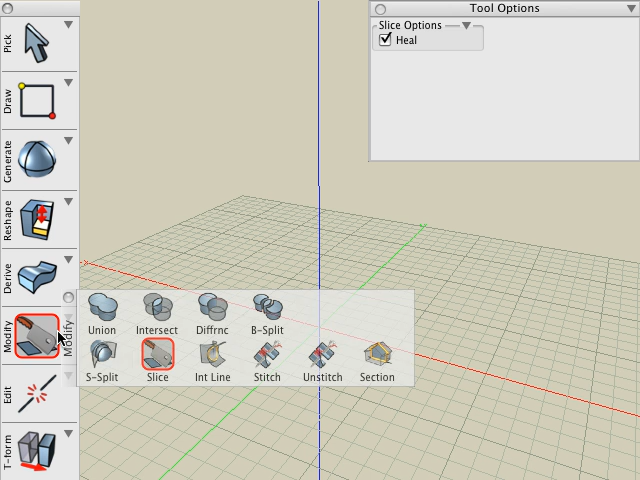 Tool Options
Slice Options
Heal
Pick
Draw
Generate
Reshape
Derive
Modify
Edit
T-form
Modify
Union Intersect Diffrnc B-Split
S-Split Slice Int Line Stitch Unstitch Section